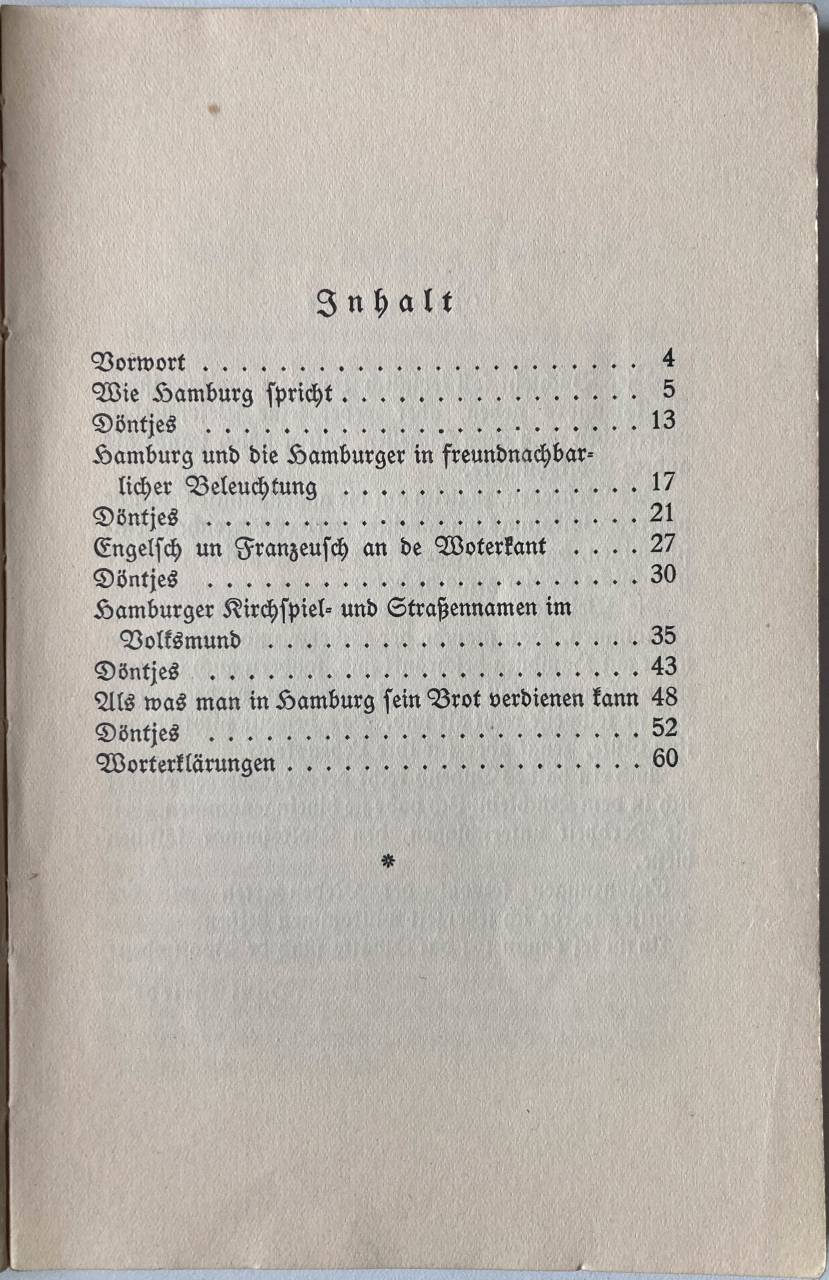 Inhalt
Vorwort . . . . . . . . . . . . . . . . . . . . . . . 4
Wie Hamburg spricht . . . . . . . . . . . . . . . . 5
Döntjes . . . . . . . . . . . . . . . . . . . . . . . 13
Hamburg und die Hamburger in freundnachbar-
licher Beleuchtung . . . . . . . . . . . . . . . . 17
Döntjes . . . . . . . . . . . . . . . . . . . . . . . 21
Engelsch un Franzeusch an de Woterkant . . . . 27
Döntjes . . . . . . . . . . . . . . . . . . . . . . . 30
Hamburger Kirchspiel- und Straßennamen im
Volksmund . . . . . . . . . . . . . . . . . . . . 35
Döntjes . . . . . . . . . . . . . . . . . . . . . . . 43
Als was man in Hamburg sein Brot verdienen kann 48
Döntjes . . . . . . . . . . . . . . . . . . . . . . . 52
Worterklärungen . . . . . . . . . . . . . . . . . . . 60
*